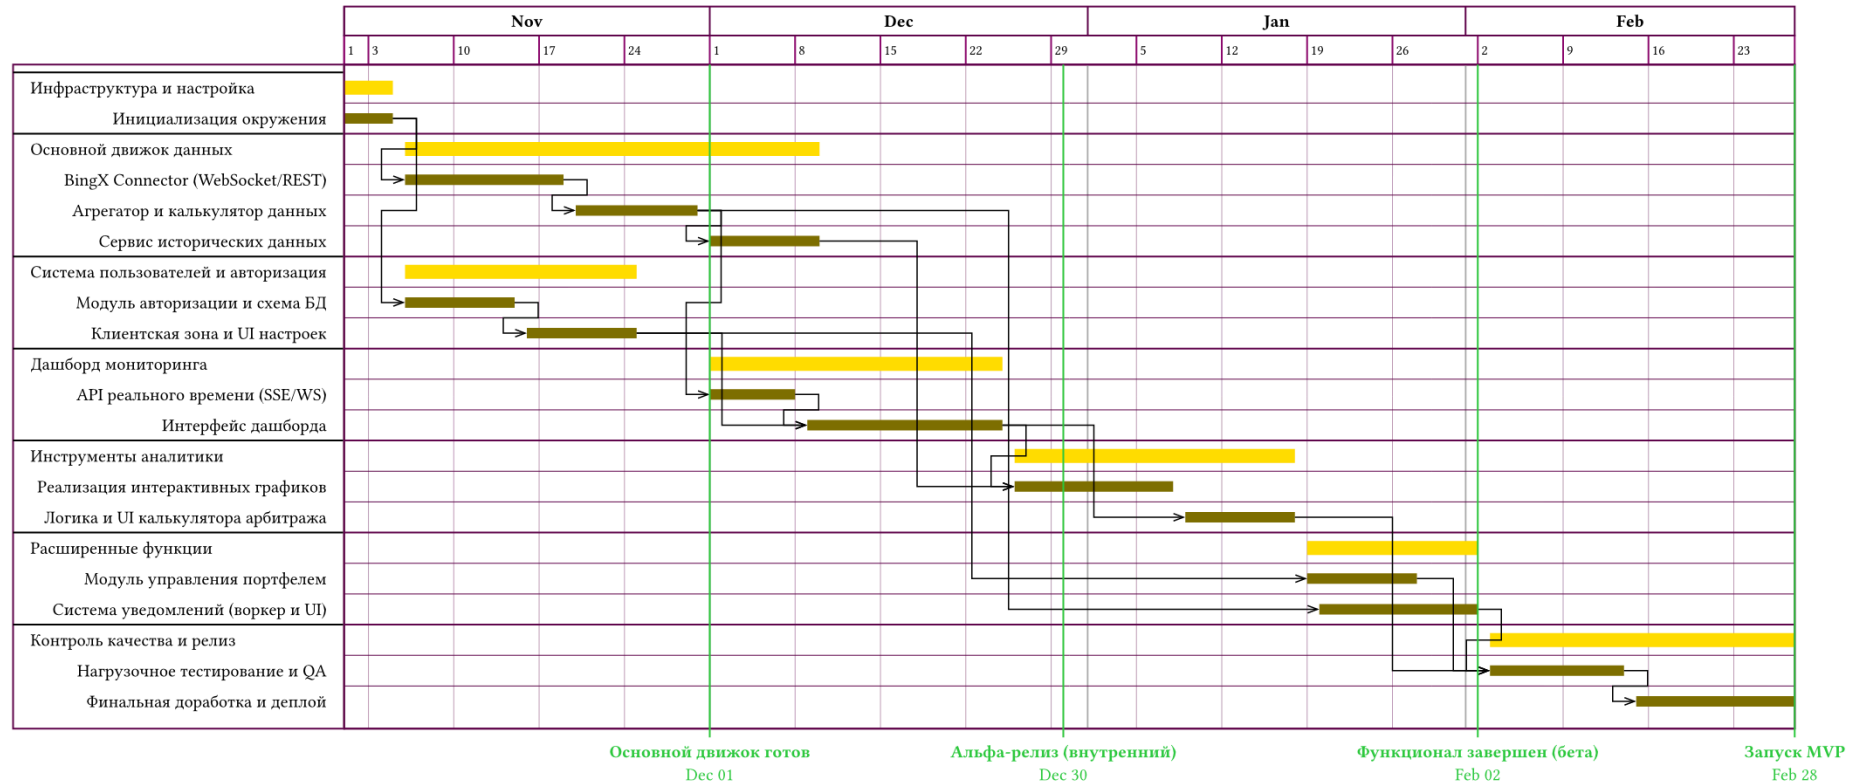 Nov Dec Jan Feb
1 3 10 17 24 1 8 15 22 29 5 12 19 26 2 9 16 23
Инфраструктура и настройка
Инициализация окружения
Основной движок данных
BingX Connector (WebSocket/REST)
Агрегатор и калькулятор данных
Сервис исторических данных
Система пользователей и авторизация
Модуль авторизации и схема БД
Клиентская зона и UI настроек
Дашборд мониторинга
API реального времени (SSE/WS)
Интерфейс дашборда
Инструменты аналитики
Реализация интерактивных графиков
Логика и UI калькулятора арбитража
Расширенные функции
Модуль управления портфелем
Система уведомлений (воркер и UI)
Контроль качества и релиз
Нагрузочное тестирование и QA
Финальная доработка и деплой
Основной движок готов Альфа-релиз (внутренний) Функционал завершен (бета) Запуск MVP
Dec 01 Dec 30 Feb 02 Feb 28